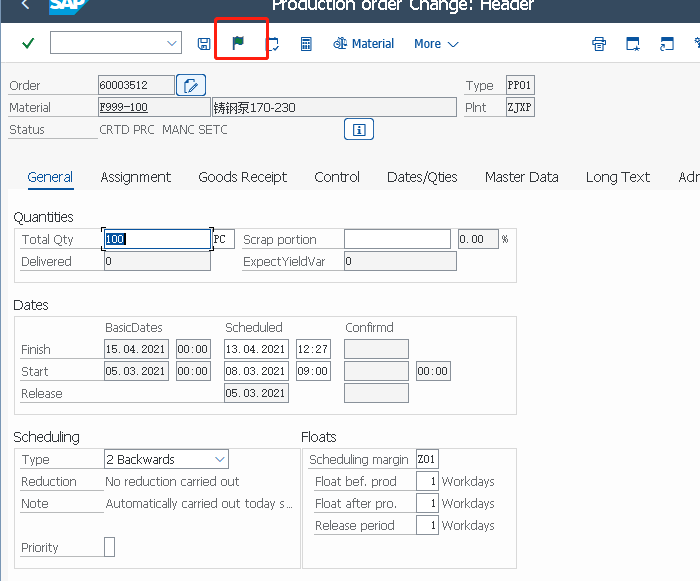 SAP Production order Change: Header
Material More
Order 60003512 Type PP01
Material F999-100 铸钢泵170-230 Plnt ZJXP
Status CRTD PRC MANC SETC
General Assignment Goods Receipt Control Dates/Qties Master Data Long Text Adm
Quantities
Total Qty 100 PC Scrap portion 0.00 %
Delivered 0 ExpectYieldVar 0
Dates
BasicDates Scheduled Confirmd
Finish 15.04.2021 00:00 13.04.2021 12:27
Start 05.03.2021 00:00 08.03.2021 09:00 00:00
Release 05.03.2021
Scheduling Floats
Type 2 Backwards Scheduling margin Z01
Reduction No reduction carried out Float bef. prod 1 Workdays
Note Automatically carried out today s... Float after pro. 1 Workdays
Release period 1 Workdays
Priority